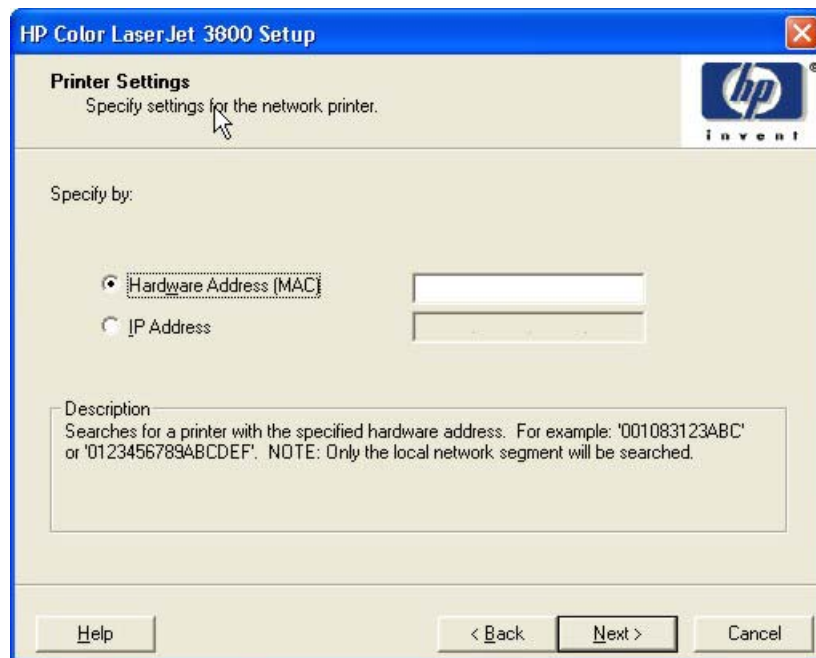 HP Color LaserJet 3800 Setup
Printer Settings
Specify settings for the network printer.
hp
®
invent
Specify by:
Hardware Address (MAC)
IP Address
Description
Searches for a printer with the specified hardware address. For example: '001083123ABC'
or '0123456789ABCDEF'. NOTE: Only the local network segment will be searched.
Help
< Back
Next >
Cancel